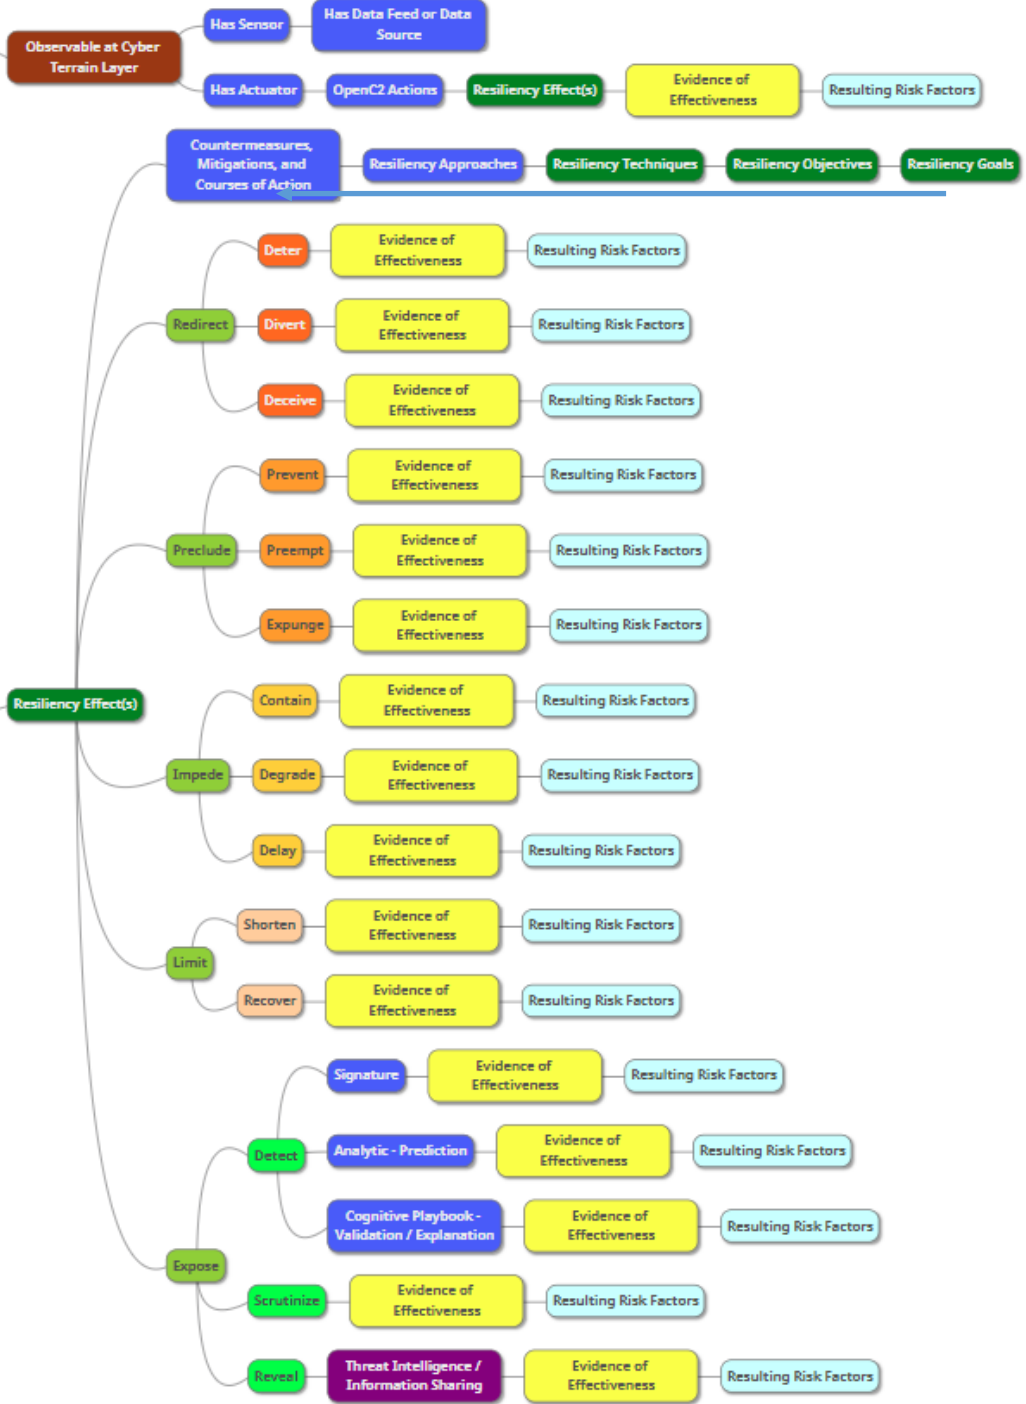 Observable at Cyber
Terrain Layer
Has Sensor
Has Data Feed or Data
Source
Has Actuator
OpenC2 Actions
Resiliency Effect(s)
Evidence of
Effectiveness
Resulting Risk Factors
Countermeasures,
Mitigations, and
Courses of Action
Resiliency Approaches
Resiliency Techniques
Resiliency Objectives
Resiliency Goals
Resiliency Effect(s)
Redirect
Deter
Evidence of
Effectiveness
Resulting Risk Factors
Divert
Evidence of
Effectiveness
Resulting Risk Factors
Deceive
Evidence of
Effectiveness
Resulting Risk Factors
Preclude
Prevent
Evidence of
Effectiveness
Resulting Risk Factors
Preempt
Evidence of
Effectiveness
Resulting Risk Factors
Expunge
Evidence of
Effectiveness
Resulting Risk Factors
Impede
Contain
Evidence of
Effectiveness
Resulting Risk Factors
Degrade
Evidence of
Effectiveness
Resulting Risk Factors
Delay
Evidence of
Effectiveness
Resulting Risk Factors
Limit
Shorten
Evidence of
Effectiveness
Resulting Risk Factors
Recover
Evidence of
Effectiveness
Resulting Risk Factors
Expose
Detect
Signature
Evidence of
Effectiveness
Resulting Risk Factors
Analytic - Prediction
Evidence of
Effectiveness
Resulting Risk Factors
Cognitive Playbook -
Validation / Explanation
Evidence of
Effectiveness
Resulting Risk Factors
Scrutinize
Evidence of
Effectiveness
Resulting Risk Factors
Reveal
Threat Intelligence /
Information Sharing
Evidence of
Effectiveness
Resulting Risk Factors